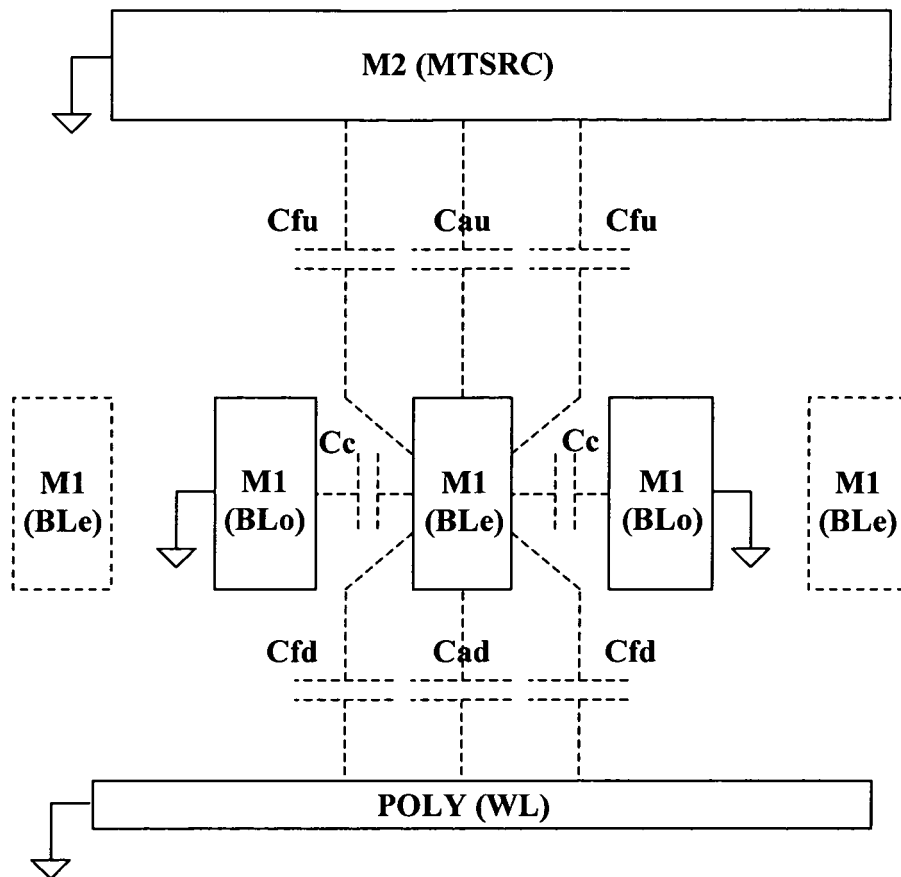 M2 (MTSRC)
Cfu Cau Cfu
Cc Cc
M1 M1 M1 M1 M1
(BLe) (BLo) (BLe) (BLo) (BLe)
Cfd Cad Cfd
POLY (WL)